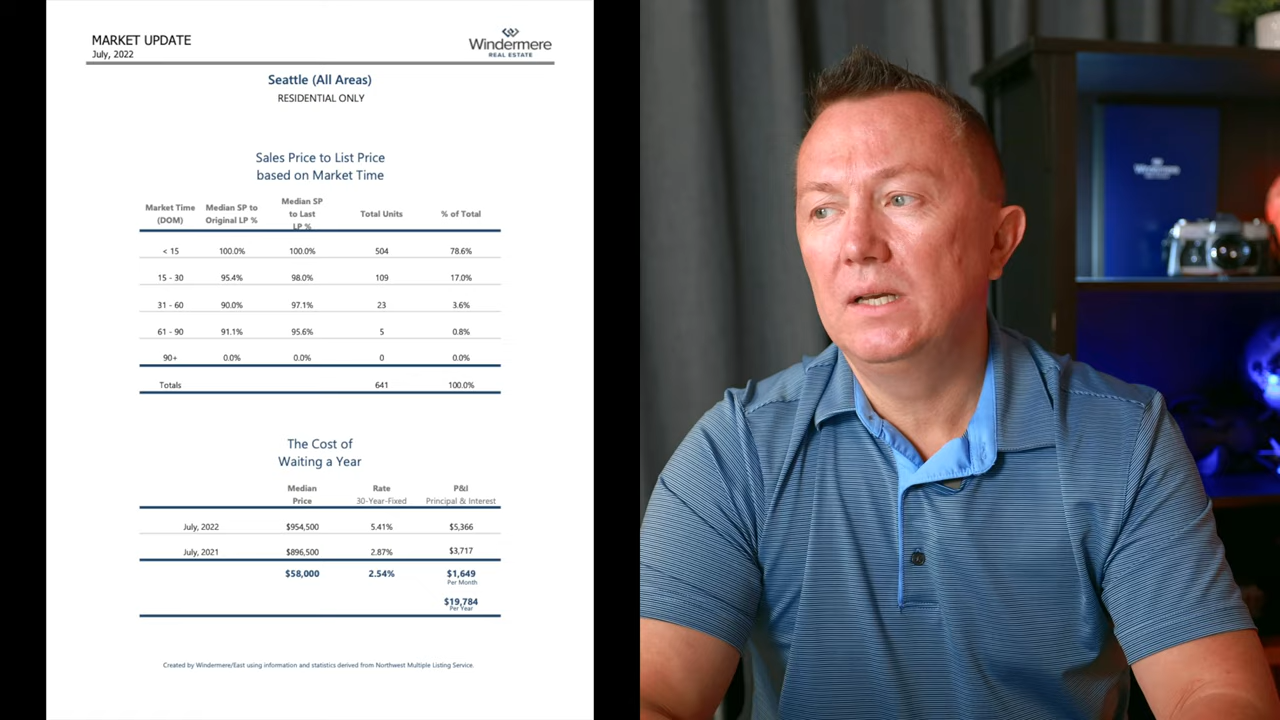 MARKET UPDATE
July, 2022
Windermere
REAL ESTATE
Seattle (All Areas)
RESIDENTIAL ONLY
Sales Price to List Price
based on Market Time
Market Time (DOM) Median SP to Original LP % Median SP to Last LP % Total Units % of Total
< 15 100.0% 100.0% 504 78.6%
15 - 30 95.4% 98.0% 109 17.0%
31 - 60 90.0% 97.1% 23 3.6%
61 - 90 91.1% 95.6% 5 0.8%
90+ 0.0% 0.0% 0 0.0%
Totals 641 100.0%
The Cost of
Waiting a Year
Median Price Rate 30-Year-Fixed P&I Principal & Interest
July, 2022 $954,500 5.41% $5,366
July, 2021 $896,500 2.87% $3,717
$58,000 2.54% $1,649
Per Month
$19,784
Per Year
Created by Windermere/East using information and statistics derived from Northwest Multiple Listing Service.
Windermere